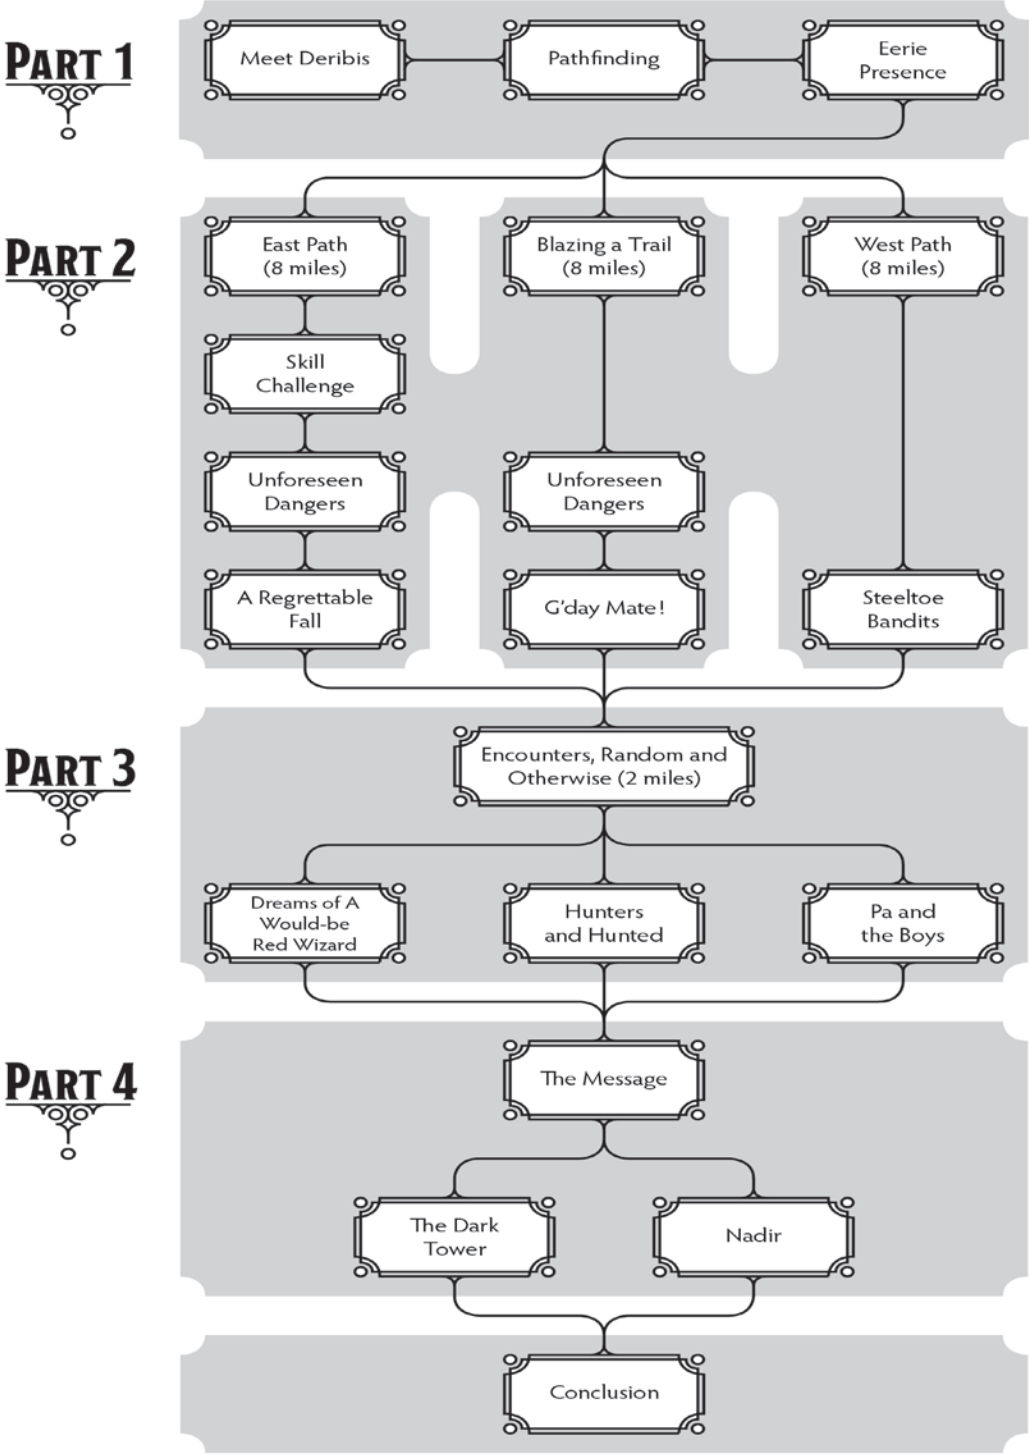 PART 1
Meet Deribis
Pathfinding
Eerie
Presence
PART 2
East Path
(8 miles)
Blazing a Trail
(8 miles)
West Path
(8 miles)
Skill
Challenge
Unforeseen
Dangers
Unforeseen
Dangers
A Regrettable
Fall
G'day Mate!
Steeltoe
Bandits
PART 3
Encounters, Random and
Otherwise (2 miles)
Dreams of A
Would-be
Red Wizard
Hunters
and Hunted
Pa and
the Boys
PART 4
The Message
The Dark
Tower
Nadir
Conclusion